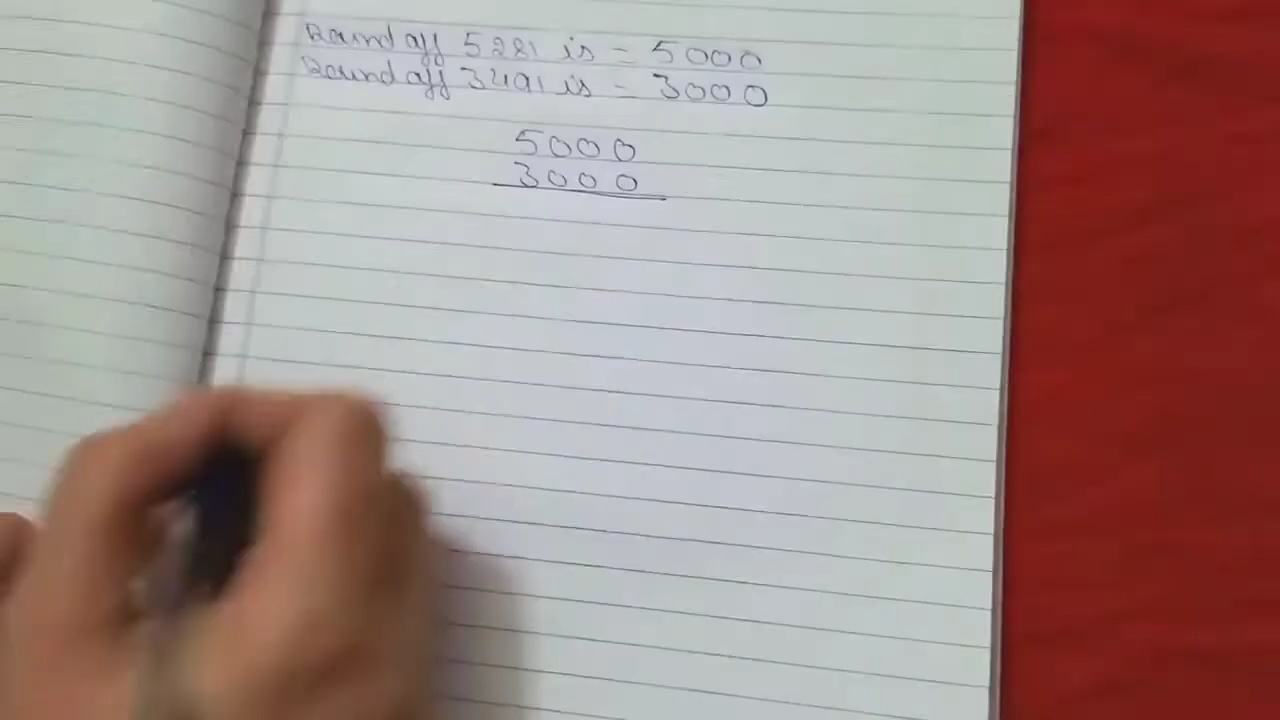 Round off 5281 is = 5000
Round off 3491 is = 3000
5000
3000